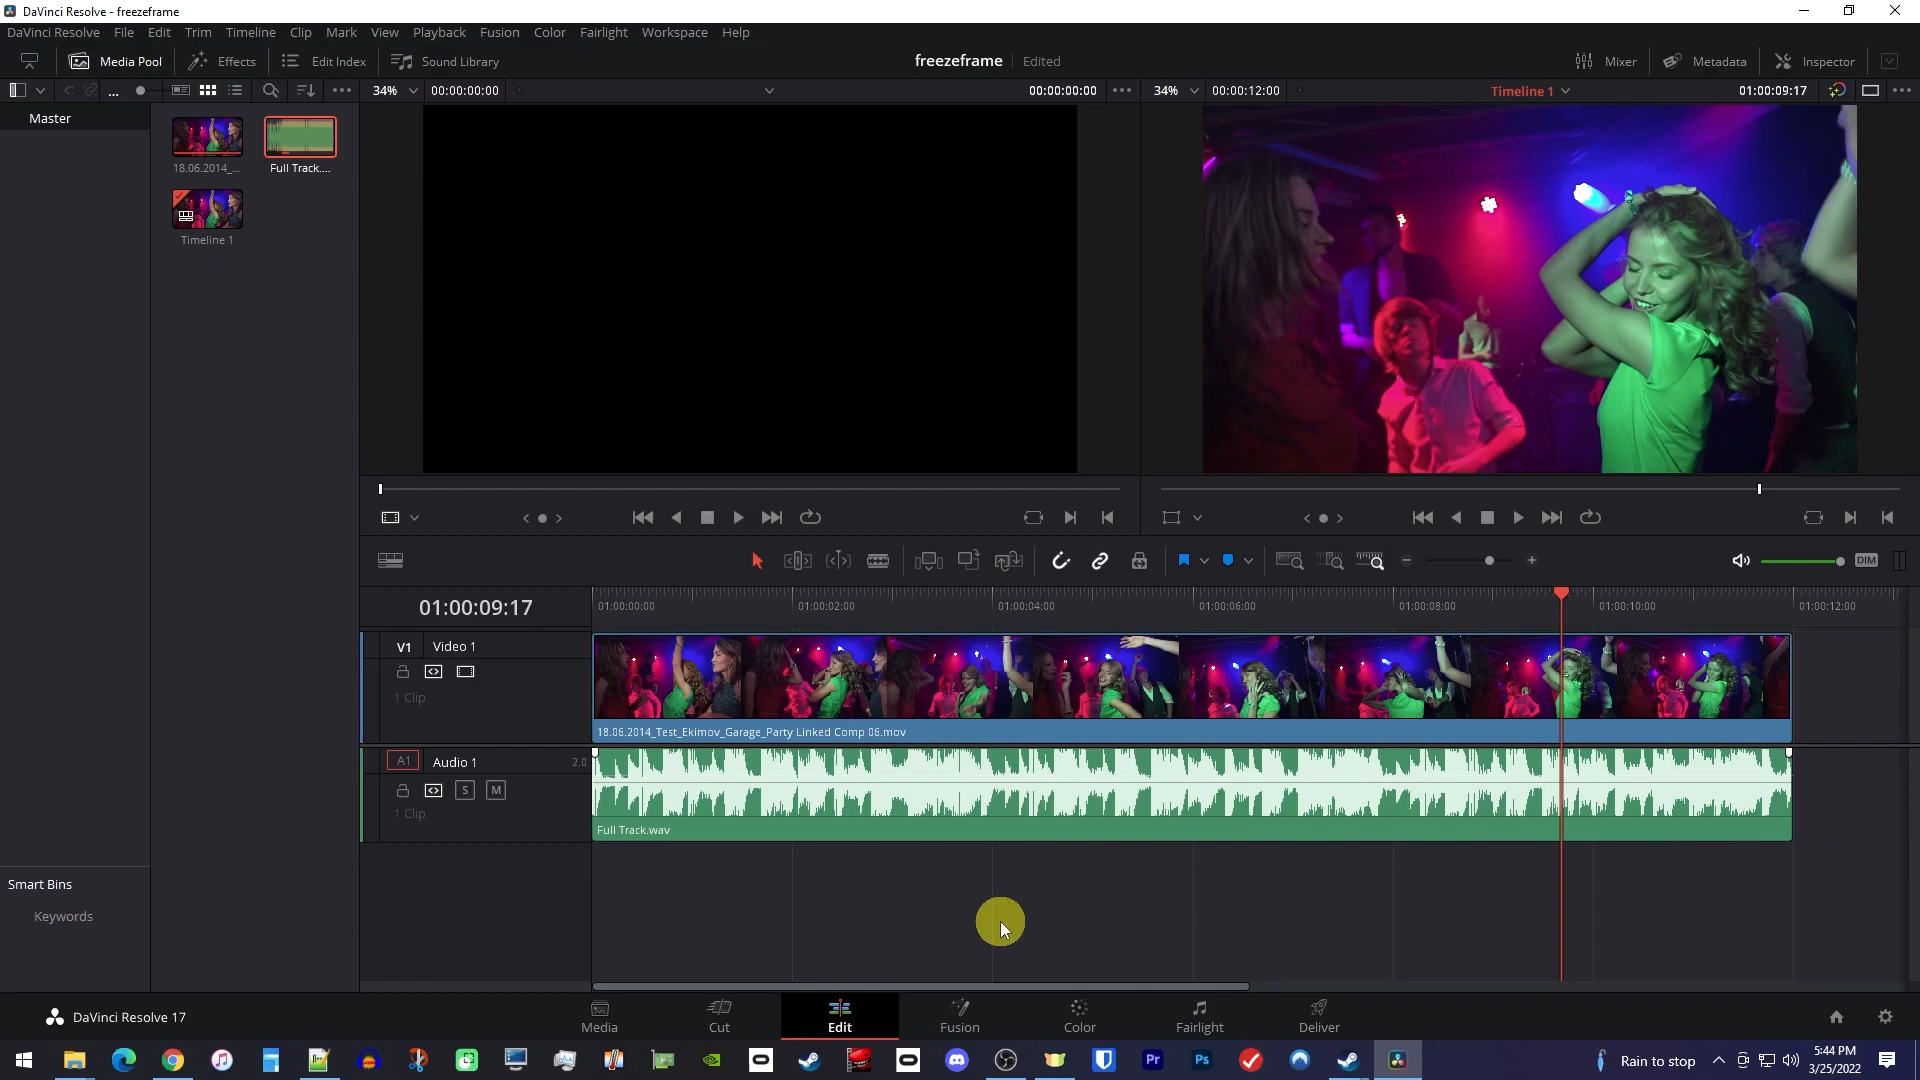 DaVinci Resolve - freezeframe
DaVinci Resolve File Edit Trim Timeline Clip Mark View Playback Fusion Color Fairlight Workspace Help
Media Pool Effects Edit Index Sound Library freezeframe Edited Mixer Metadata Inspector
... 34% 00:00:00:00 00:00:00:00 34% 00:00:12:00 Timeline 1 01:00:09:17
Master
18.06.2014_... Full Track....
Timeline 1
DIM
01:00:09:17
01:00:00:00 01:00:02:00 01:00:04:00 01:00:06:00 01:00:08:00 01:00:10:00 01:00:12:00
V1 Video 1
1 Clip
18.06.2014_Test_Ekimov_Garage_Party Linked Comp 06.mov
A1 Audio 1 2.0
S M
1 Clip
Full Track.wav
Smart Bins
Keywords
DaVinci Resolve 17
Media Cut Edit Fusion Color Fairlight Deliver
Pr Ps
Rain to stop
5:44 PM
3/25/2022